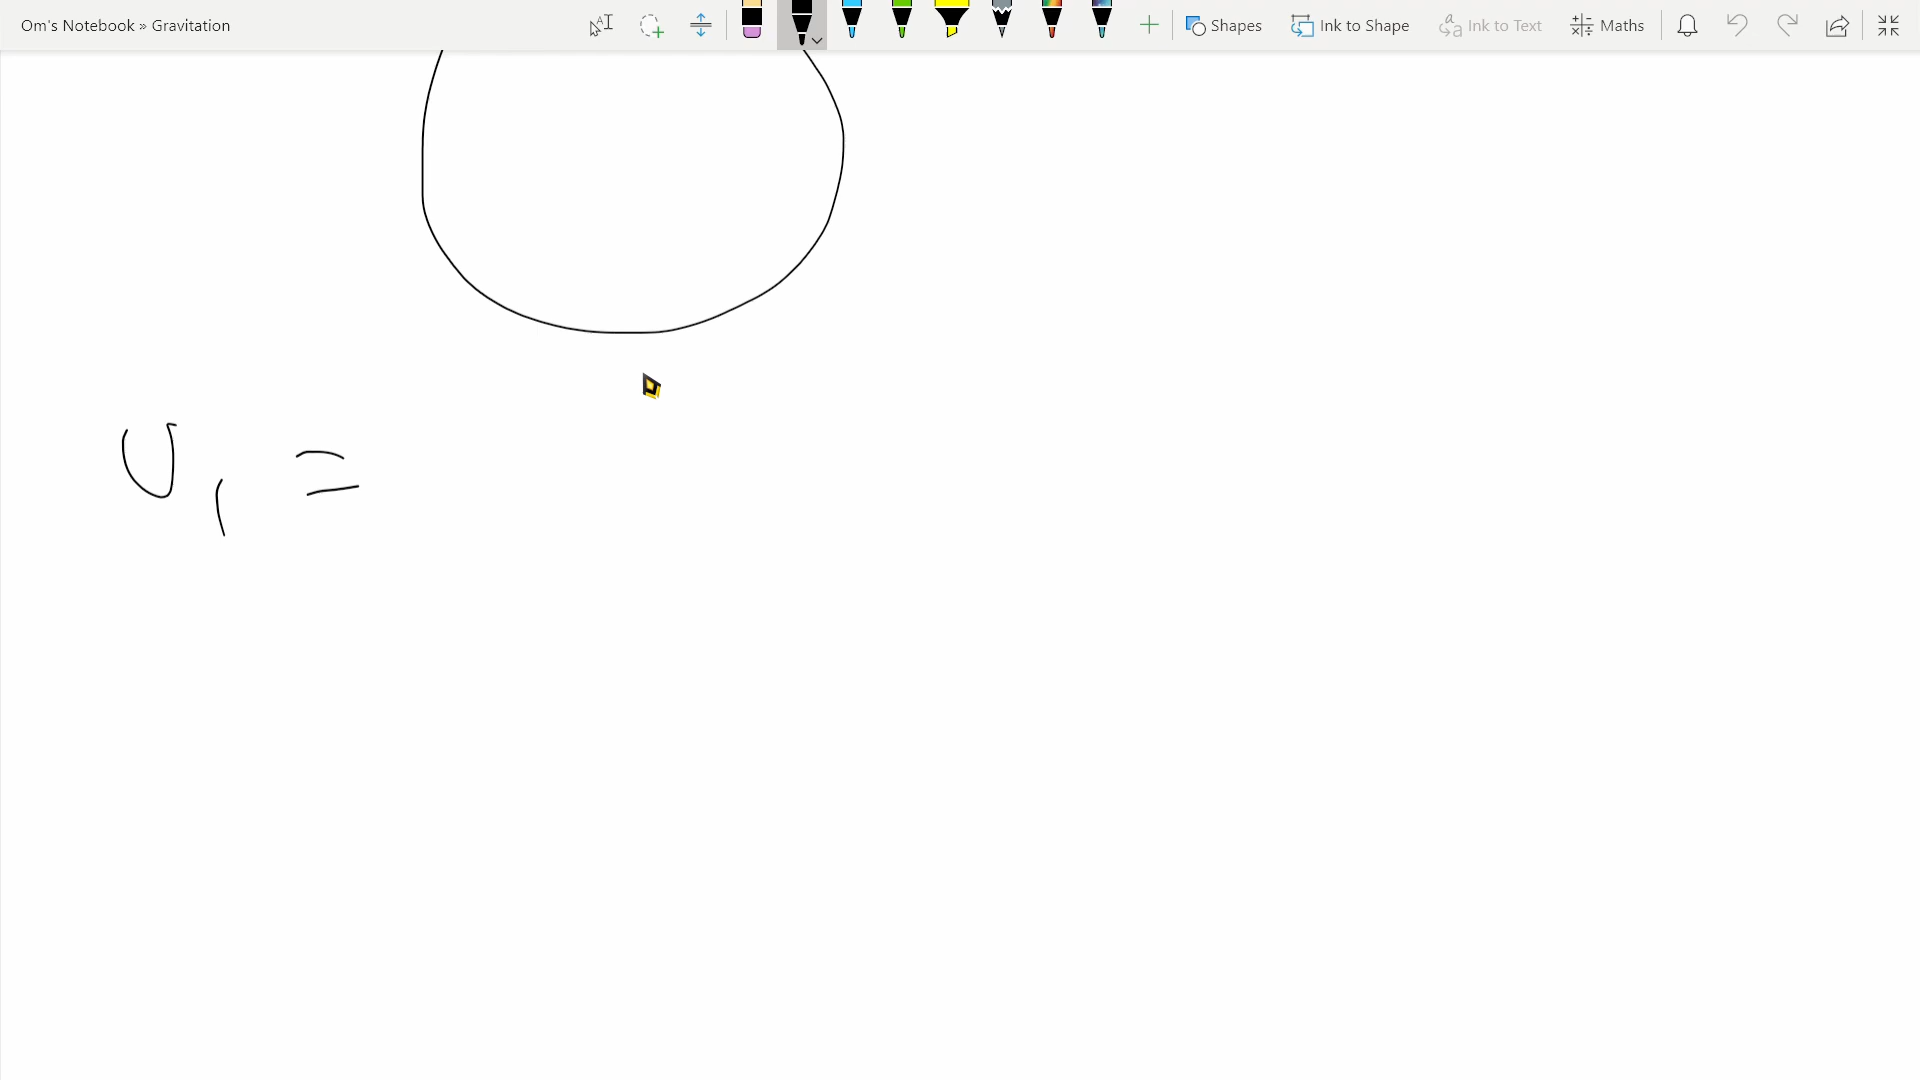 Om's Notebook » Gravitation
Shapes
Ink to Shape
Ink to Text
Maths
U₁ =